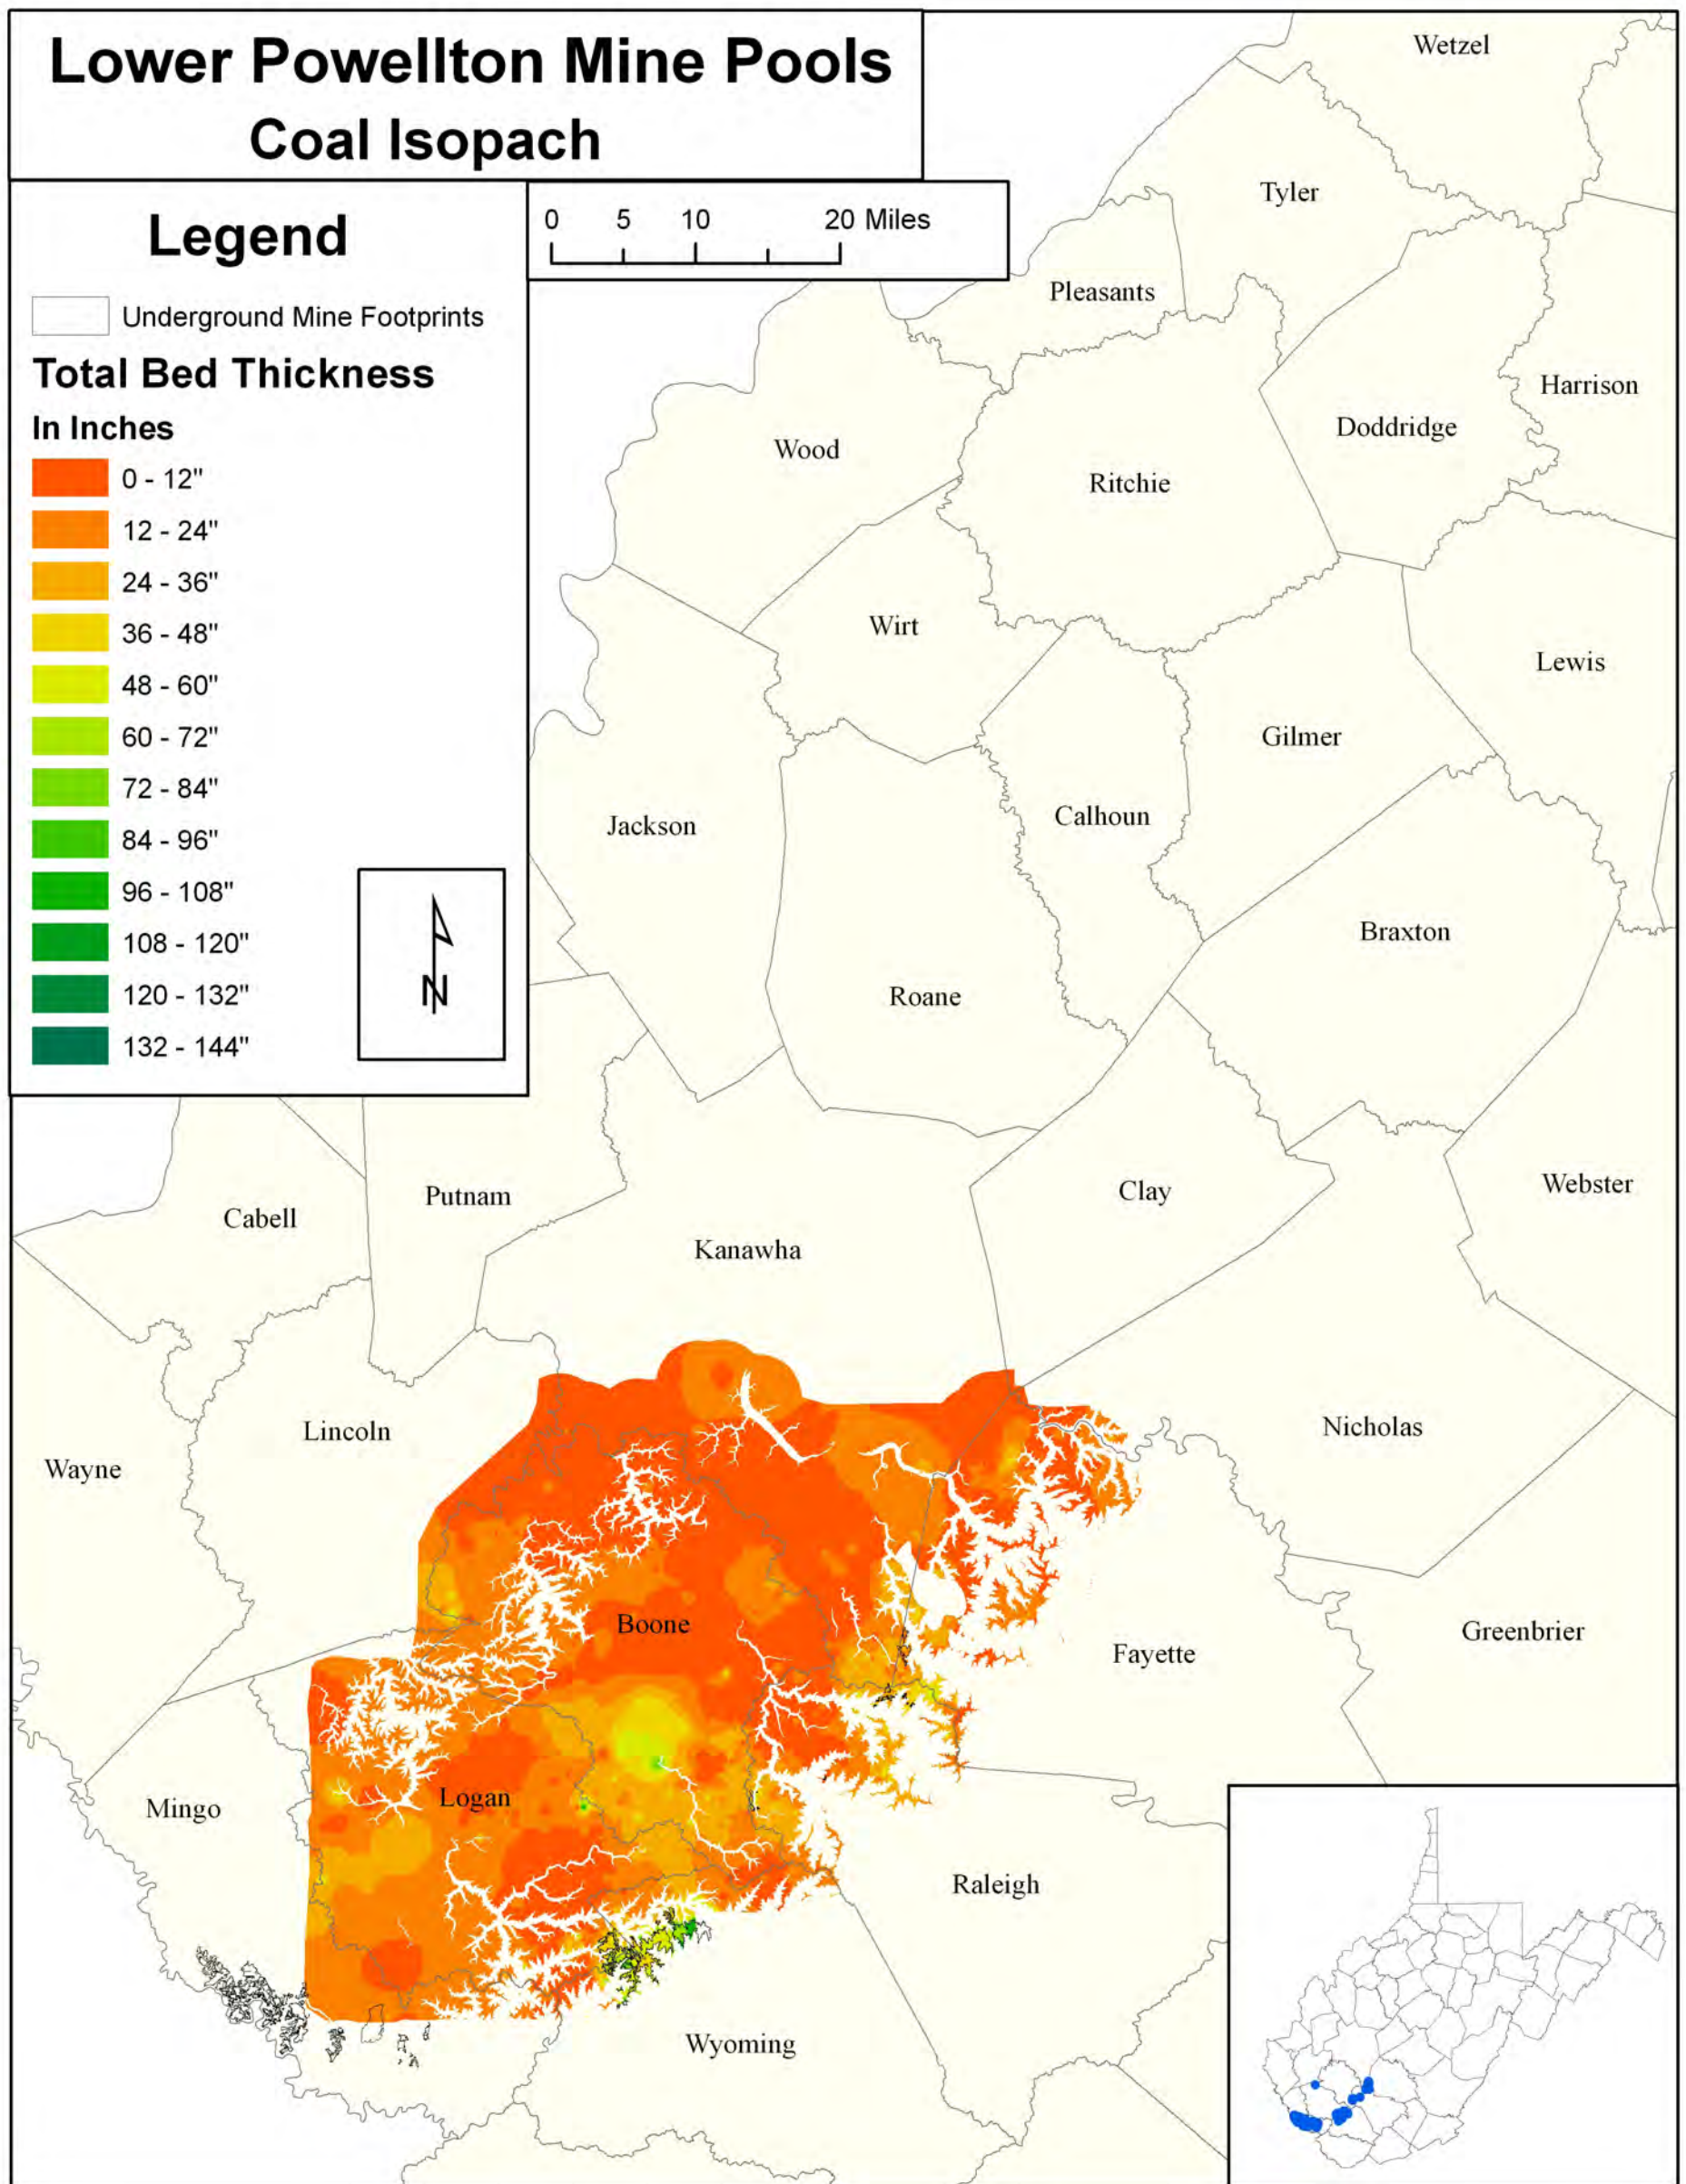 Lower Powellton Mine Pools
Coal Isopach
Legend
Underground Mine Footprints
Total Bed Thickness
In Inches
0 - 12"
12 - 24"
24 - 36"
36 - 48"
48 - 60"
60 - 72"
72 - 84"
84 - 96"
96 - 108"
108 - 120"
120 - 132"
132 - 144"
N
0 5 10 20 Miles
Wetzel
Tyler
Pleasants
Harrison
Doddridge
Wood
Ritchie
Wirt
Lewis
Gilmer
Calhoun
Jackson
Braxton
Roane
Webster
Clay
Putnam
Cabell
Kanawha
Nicholas
Lincoln
Wayne
Boone
Greenbrier
Fayette
Logan
Mingo
Raleigh
Wyoming